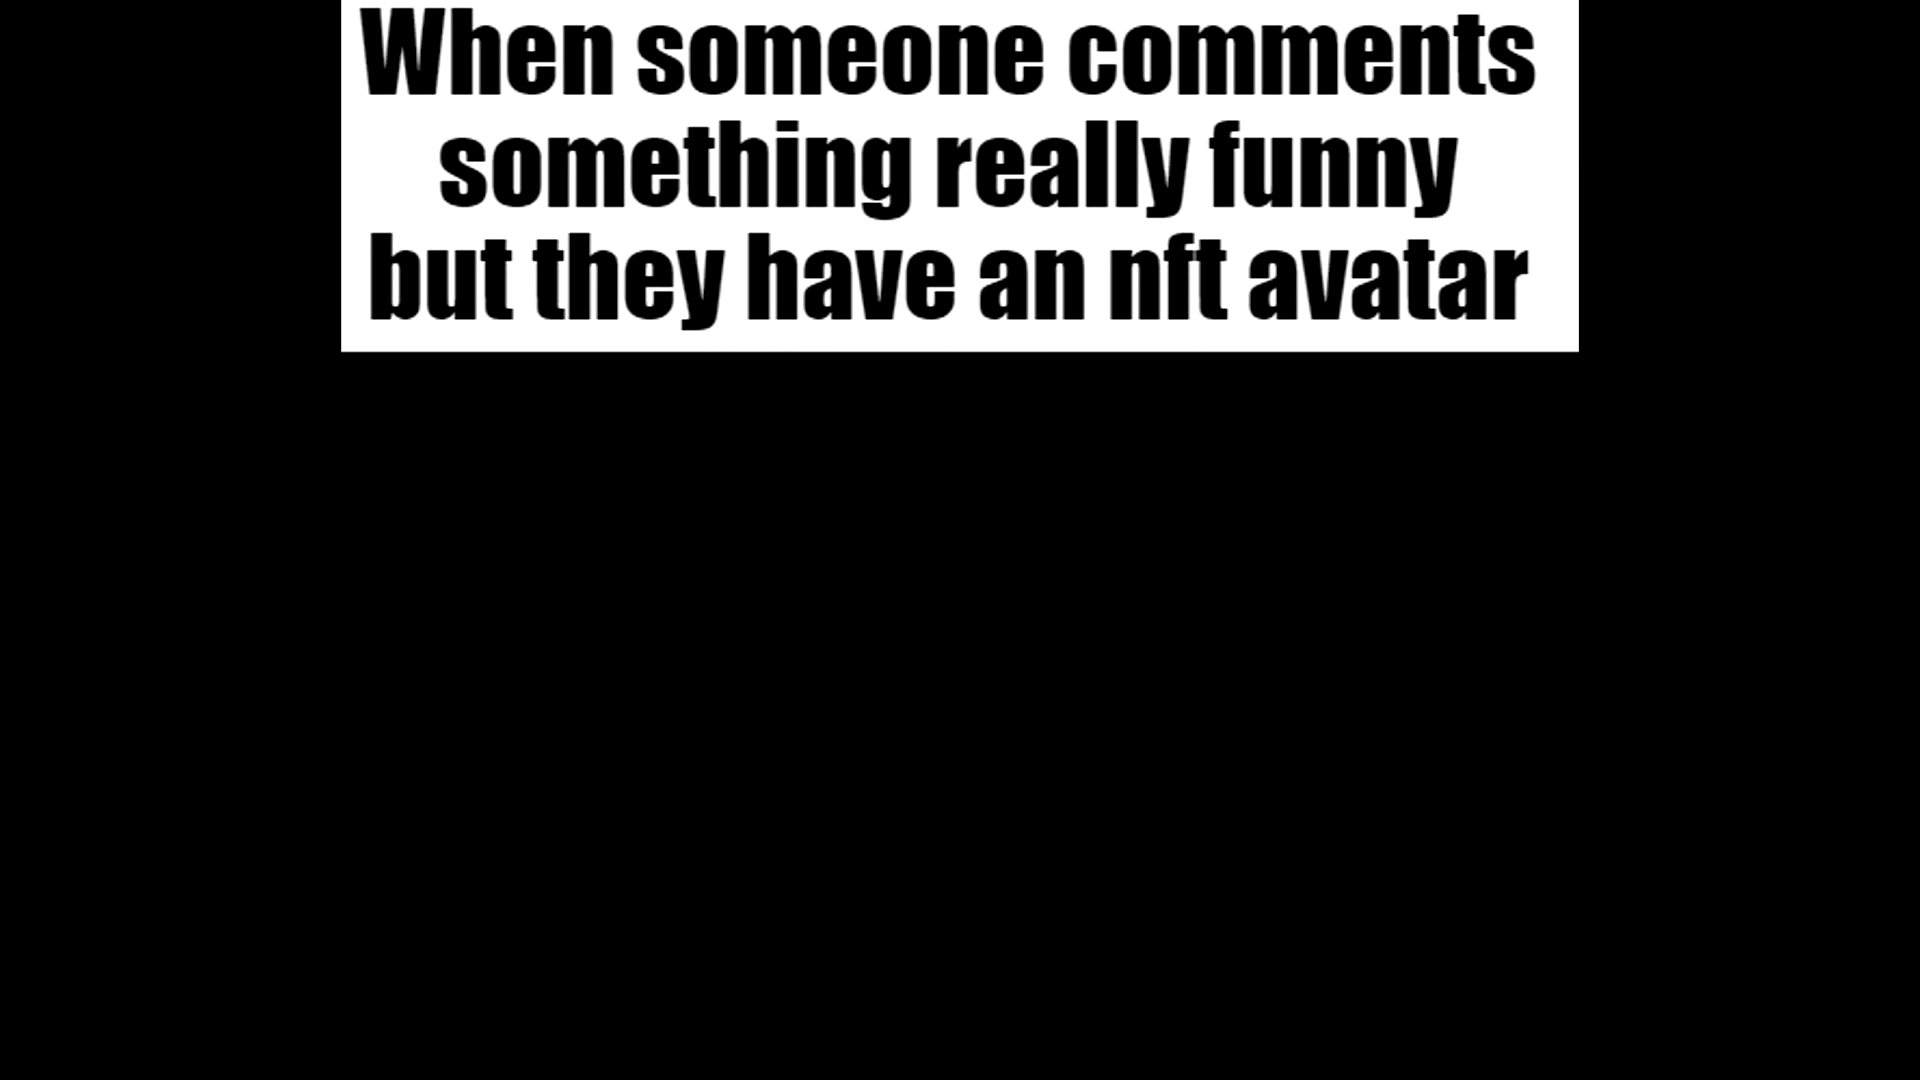 When someone comments
something really funny
but they have an nft avatar